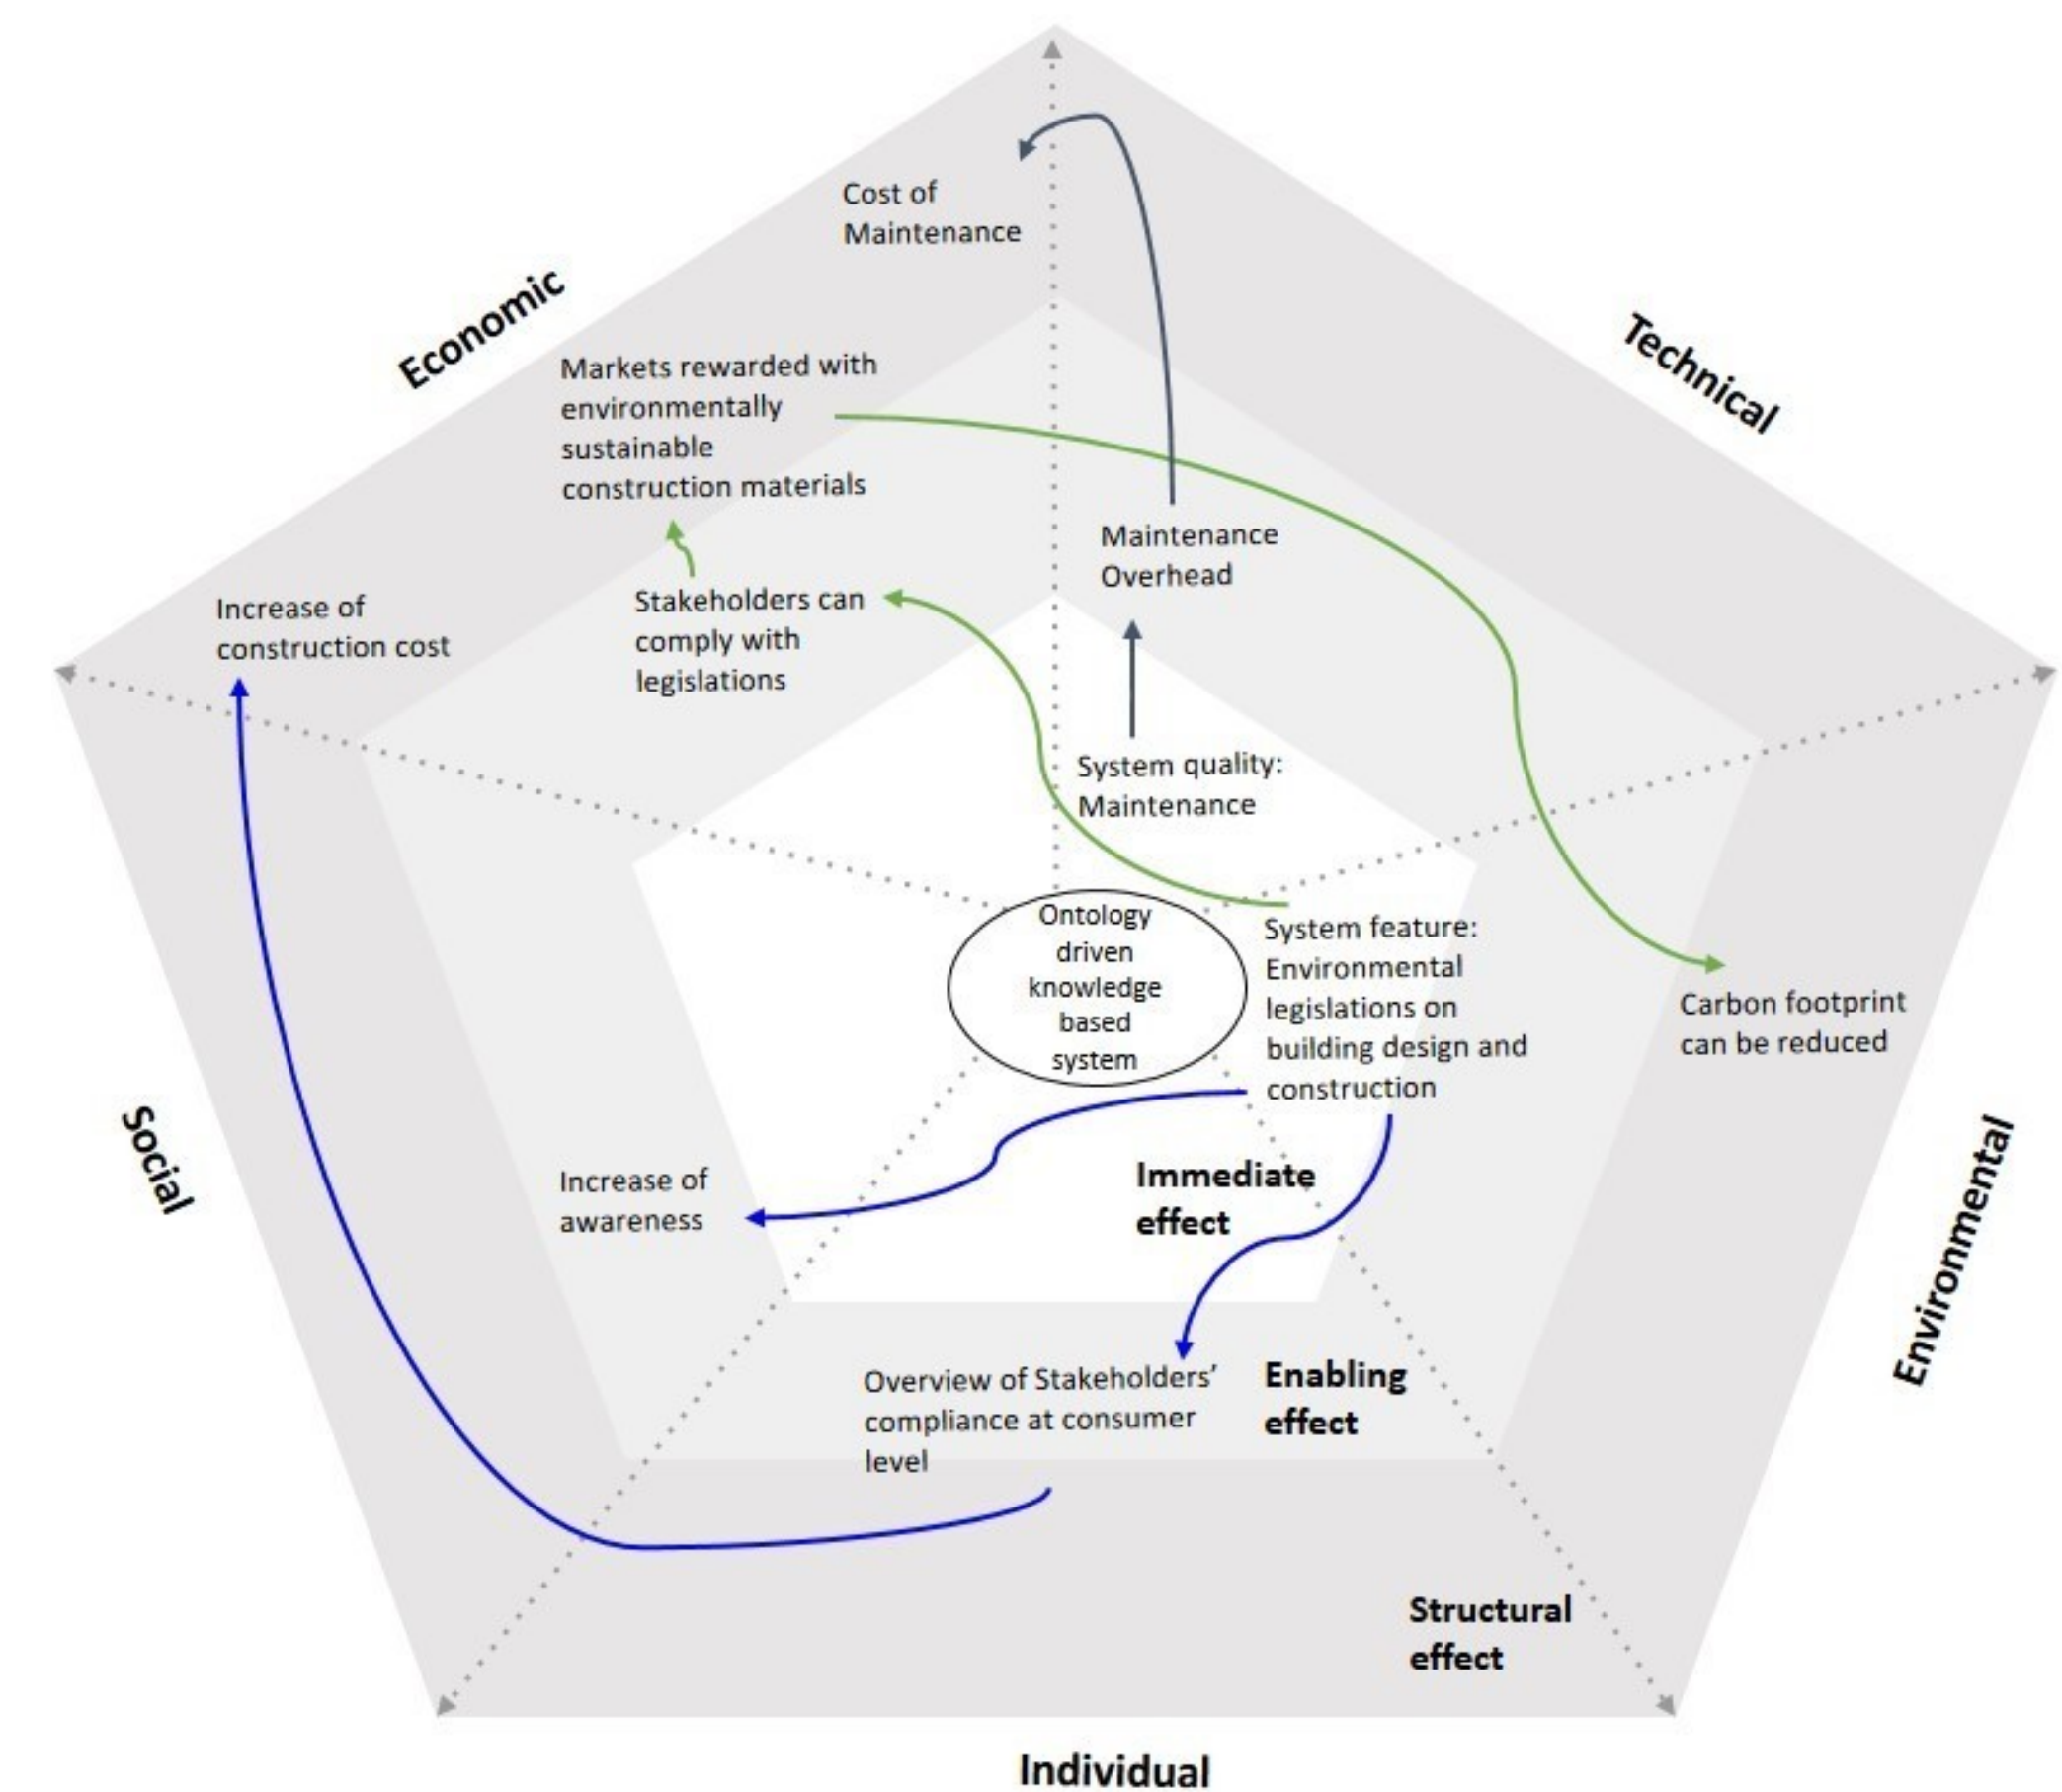 Cost of
Maintenance
Economic
Technical
Markets rewarded with
environmentally
sustainable
construction materials
Maintenance
Overhead
Increase of
construction cost
Stakeholders can
comply with
legislations
System quality:
Maintenance
Ontology
driven
knowledge
based
system
System feature:
Environmental
legislations on
building design and
construction
Carbon footprint
can be reduced
Social
Environmental
Increase of
awareness
Immediate
effect
Overview of Stakeholders’
compliance at consumer
level
Enabling
effect
Structural
effect
Individual